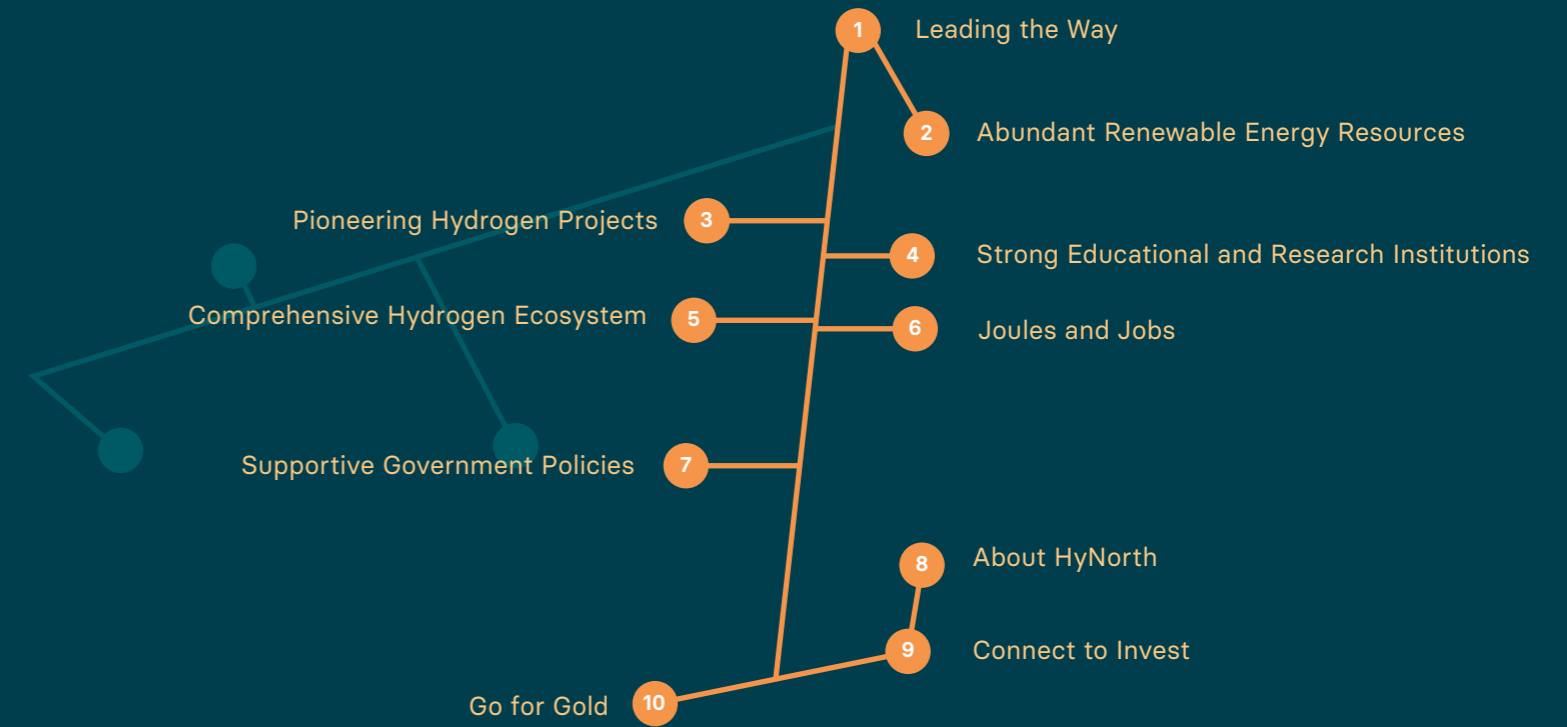 1 Leading the Way
2 Abundant Renewable Energy Resources
Pioneering Hydrogen Projects 3
4 Strong Educational and Research Institutions
Comprehensive Hydrogen Ecosystem 5
6 Joules and Jobs
Supportive Government Policies 7
8 About HyNorth
9 Connect to Invest
Go for Gold 10